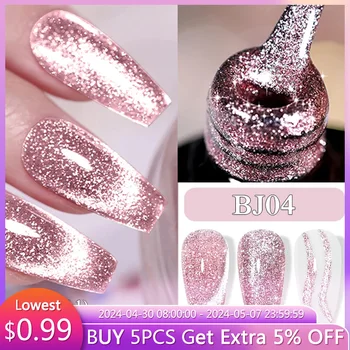 BJ04
Lowest
$0.99
2024-04-30 08:00:00 - 2024-05-07 23:59:59
BUY 5PCS Get Extra 5% OFF